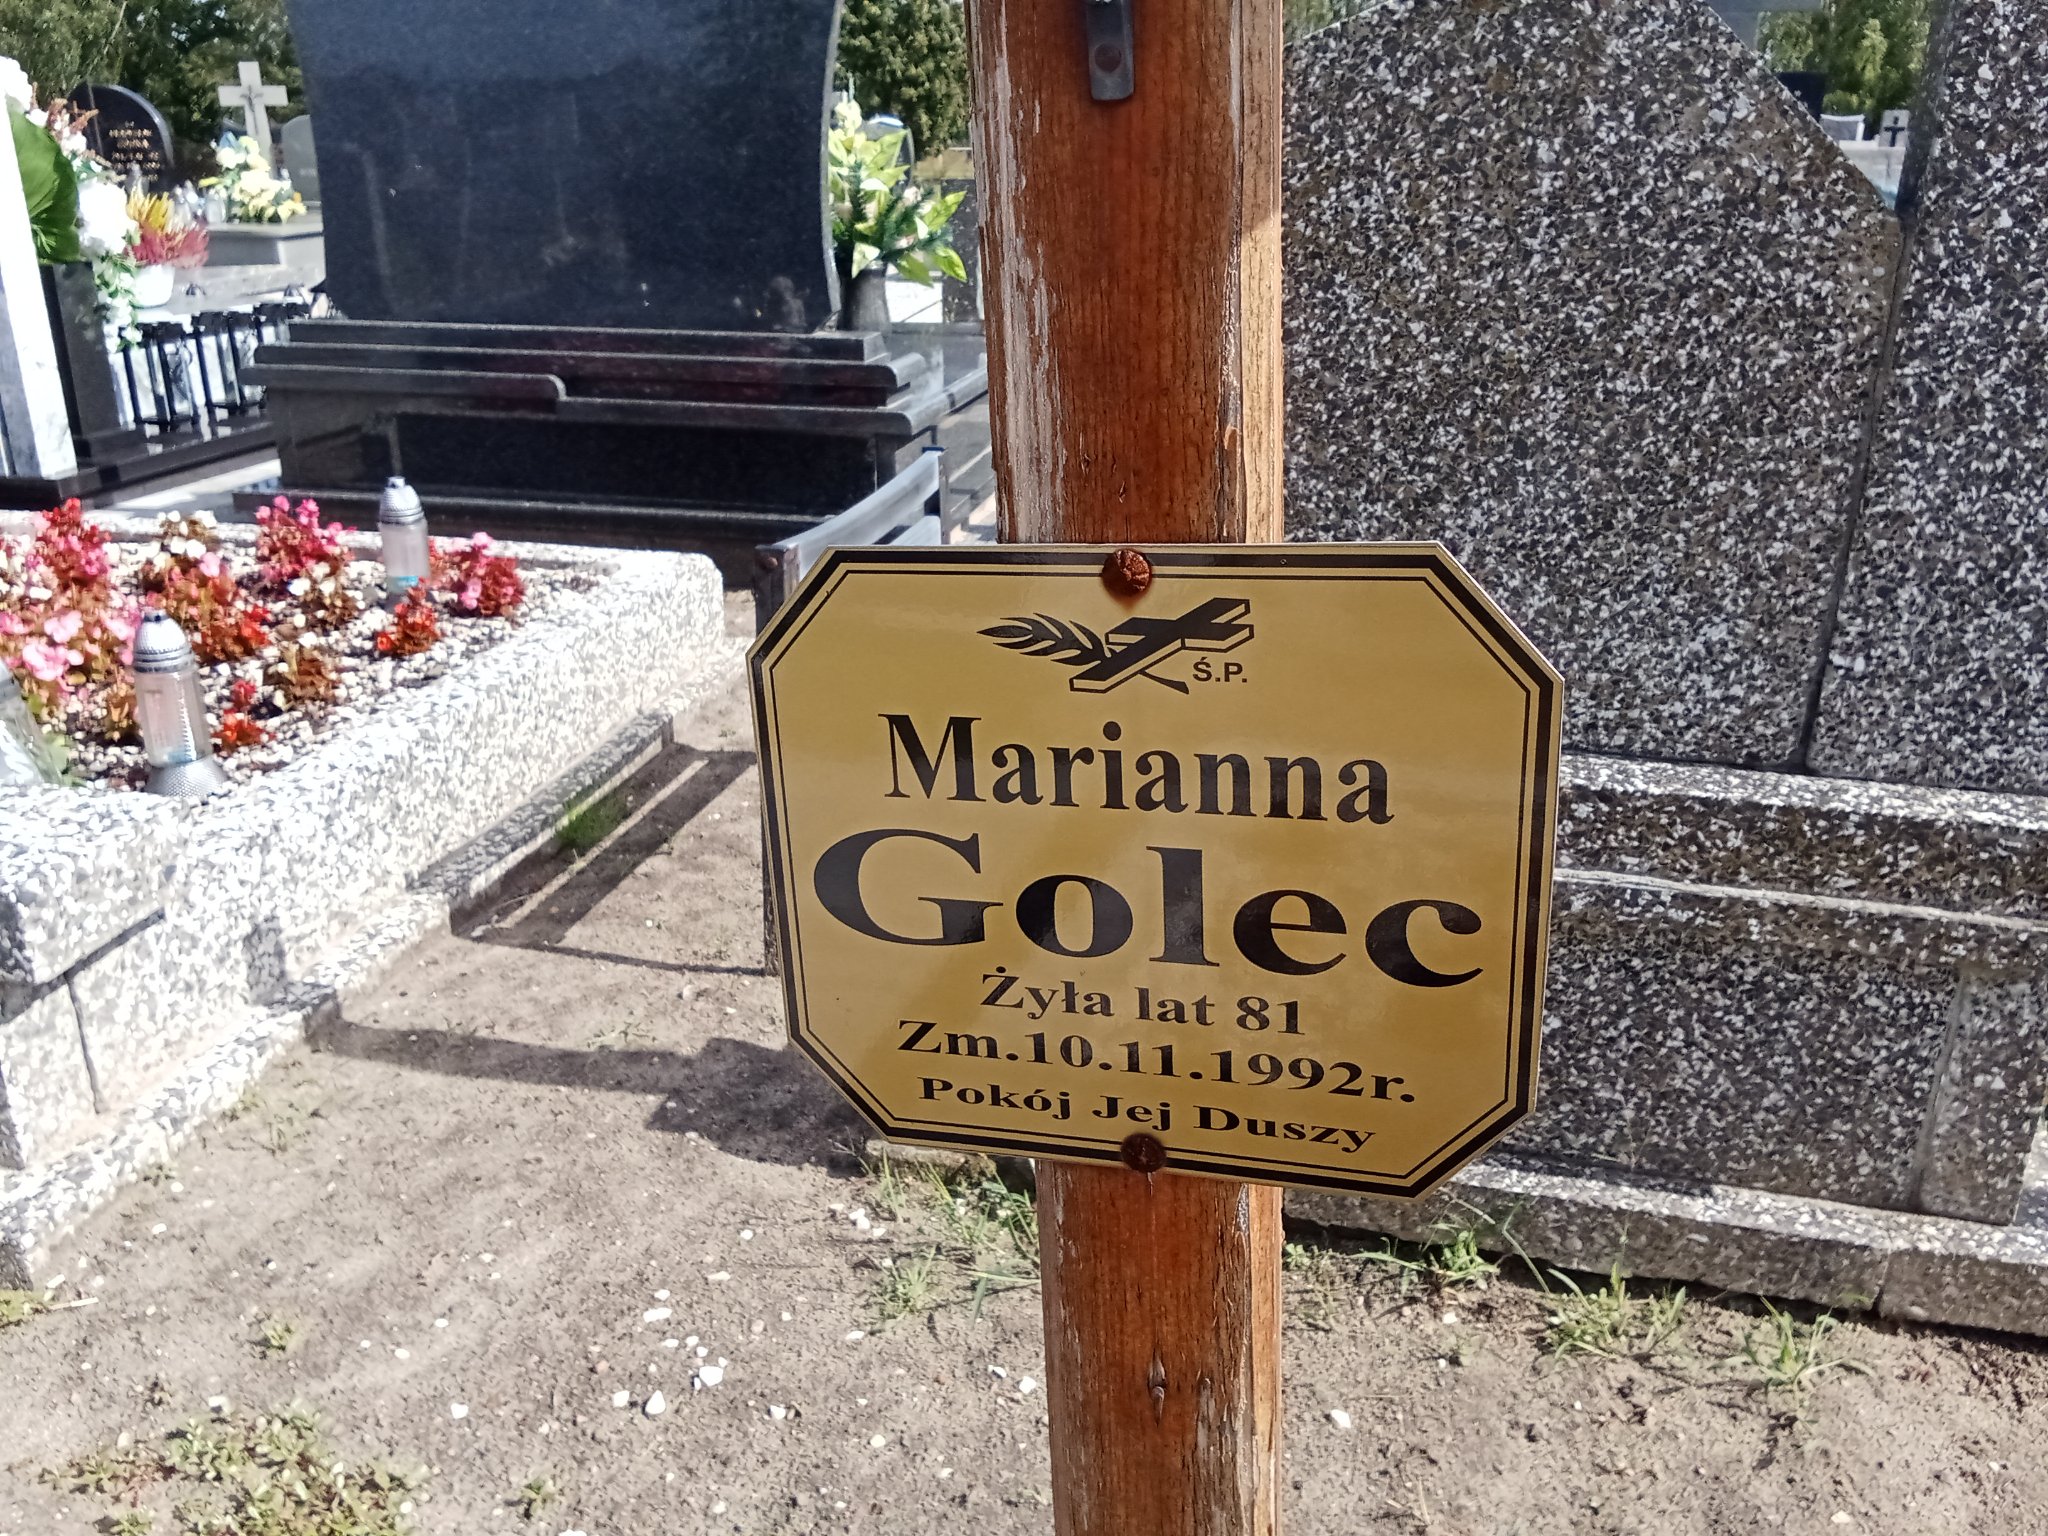 Ś.P.
Marianna
Golec
Żyła lat 81
Zm.10.11.1992r.
Pokój Jej Duszy